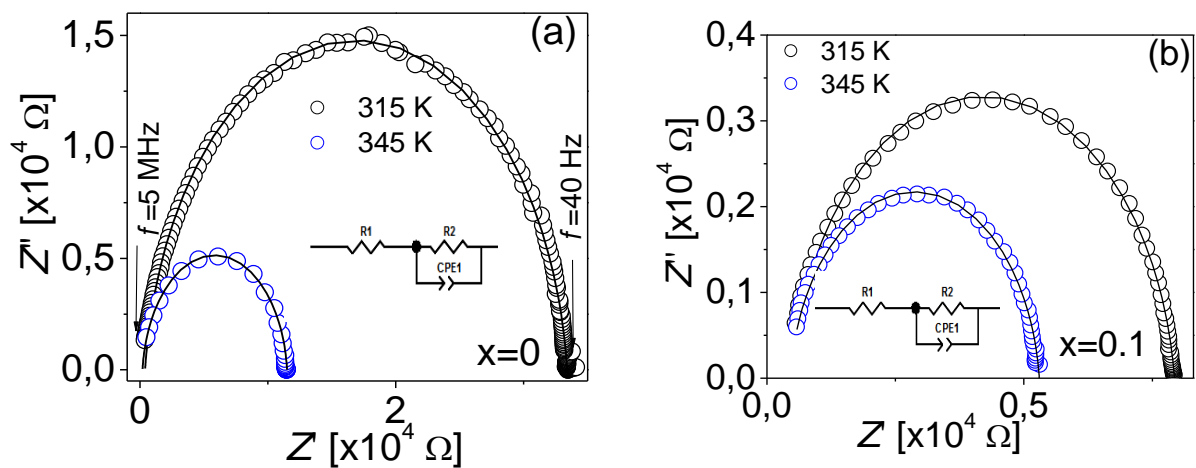 (a)
1,5
1,0
0,5
0,0
Z'' [x10⁴ Ω]
315 K
345 K
f=5 MHz
f=40 Hz
R1
R2
CPE1
x=0
0
2
Z' [x10⁴ Ω]
(b)
0,4
0,3
0,2
0,1
0,0
Z'' [x10⁴ Ω]
315 K
345 K
R1
R2
CPE1
x=0.1
0,0
0,5
Z' [x10⁴ Ω]